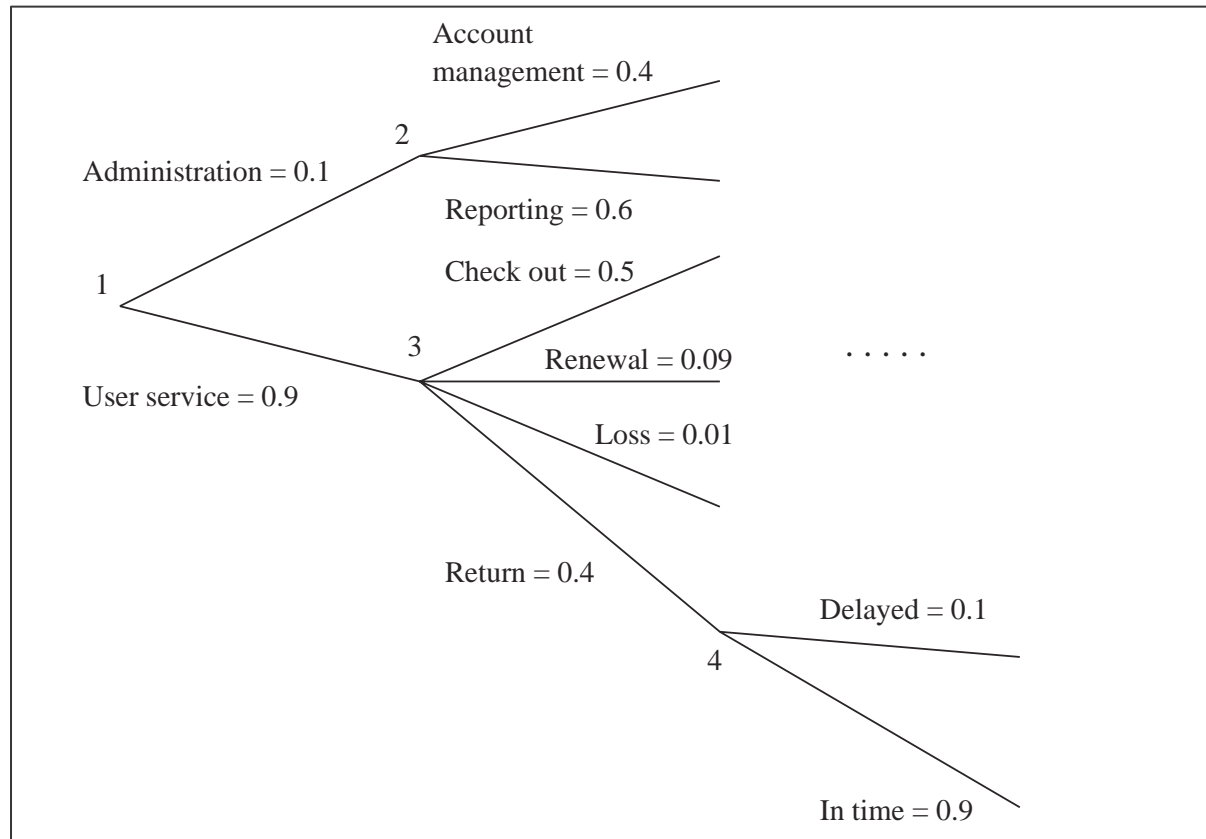 Account
management = 0.4
2
Administration = 0.1
Reporting = 0.6
Check out = 0.5
1
3
Renewal = 0.09
. . . . .
User service = 0.9
Loss = 0.01
Return = 0.4
Delayed = 0.1
4
In time = 0.9